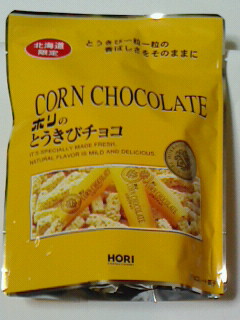 北海道
限定
とうきび一粒一粒の
香ばしさをそのままに
CORN CHOCOLATE
ホリの
とうきびチョコ
IT'S SPECIALLY MADE FRESH,
NATURAL FLAVOR IS MILD AND DELICIOUS.
HORI